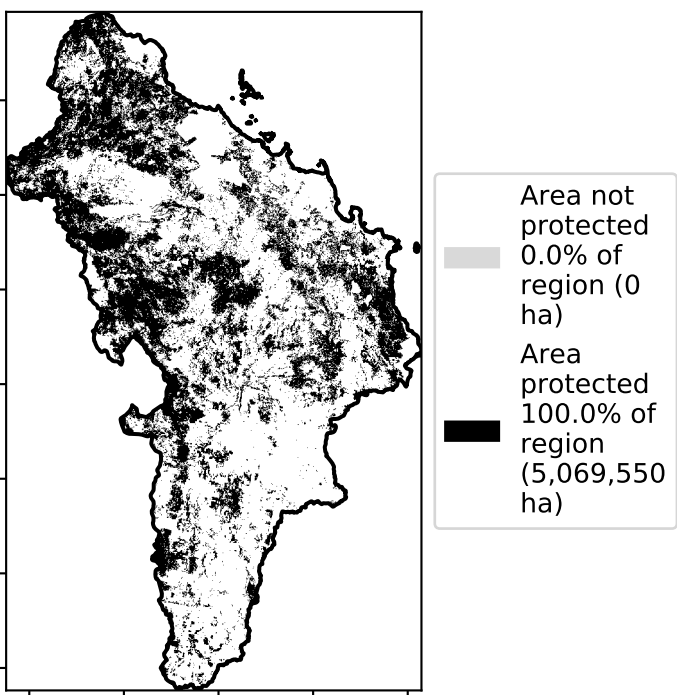 Area not
protected
0.0% of
region (0
ha)
Area
protected
100.0% of
region
(5,069,550
ha)